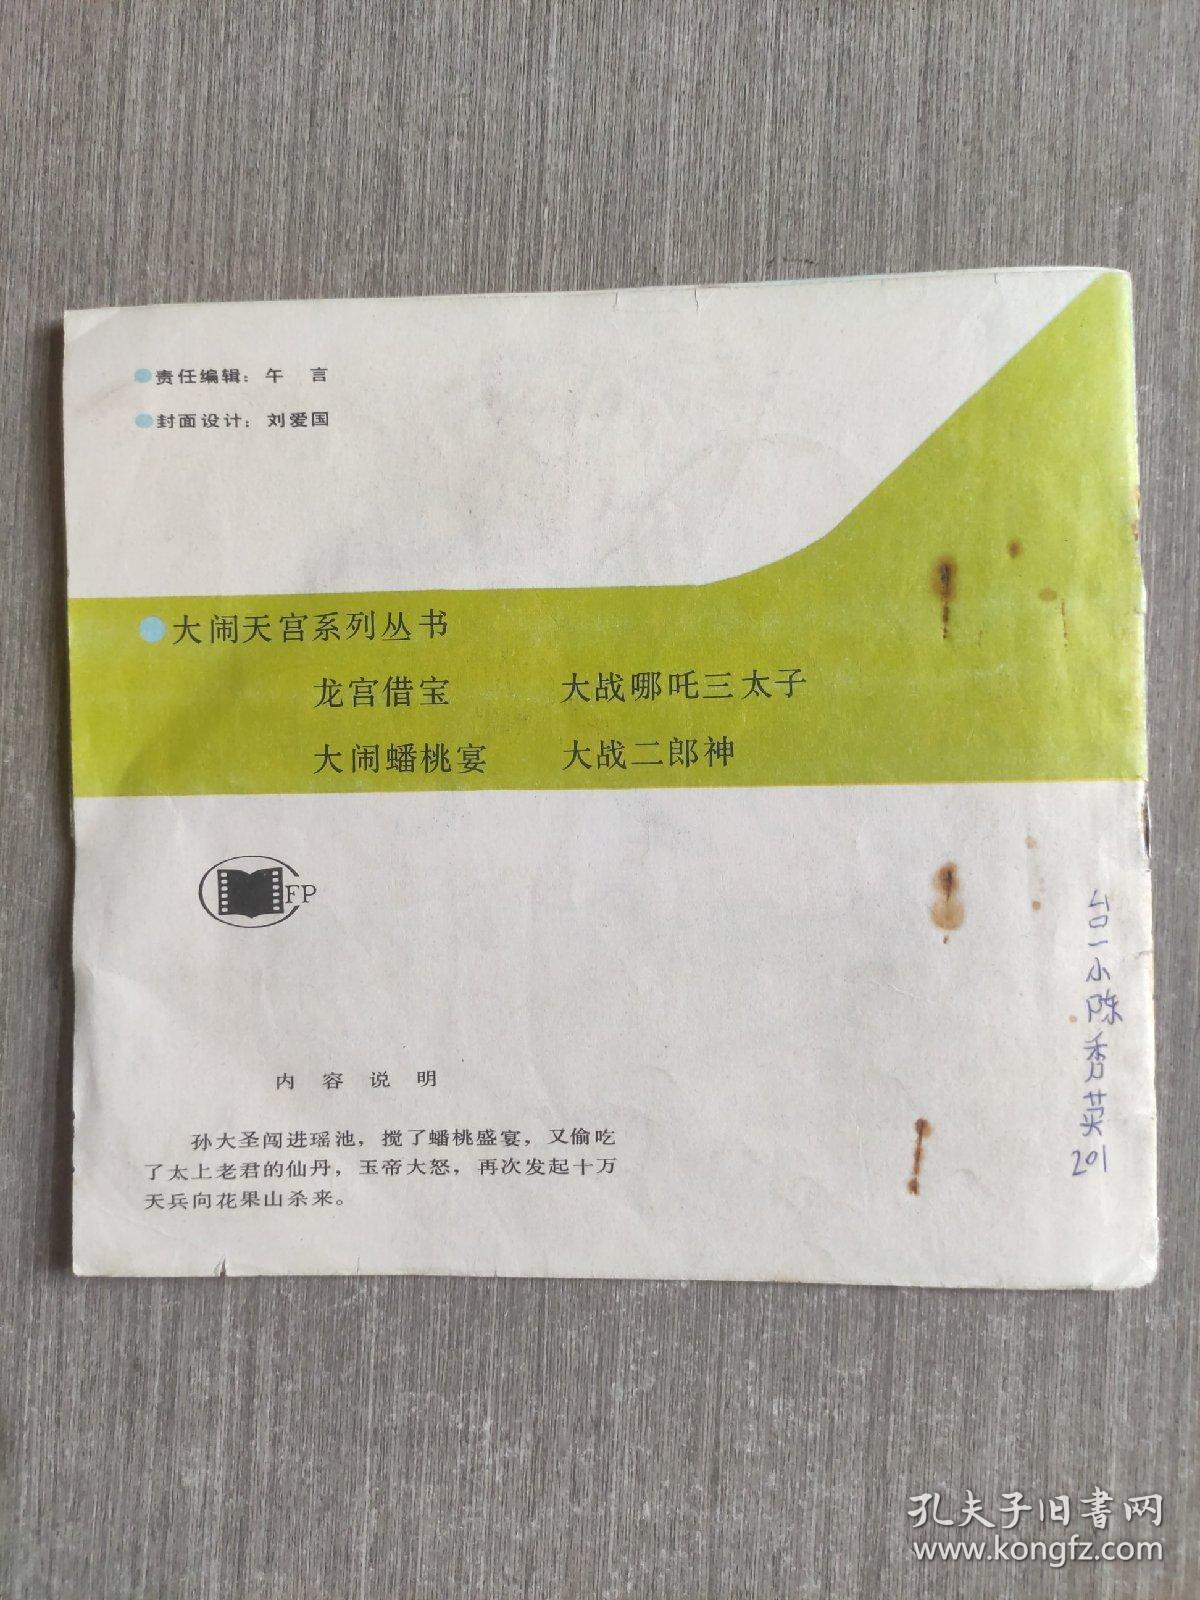 责任编辑：午 言
封面设计：刘爱国
大闹天宫系列丛书
龙宫借宝 大战哪吒三太子
大闹蟠桃宴 大战二郎神
FP
内 容 说 明
孙大圣闯进瑶池，搅了蟠桃盛宴，又偷吃
了太上老君的仙丹，玉帝大怒，再次发起十万
天兵向花果山杀来。
台一小陈秀英
201
孔夫子旧书网
www.kongfz.com